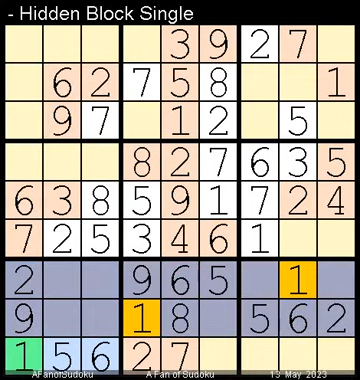 - Hidden Block Single
3 9 2 7
6 2 7 5 8 1
9 7 1 2 5
8 2 7 6 3 5
6 3 8 5 9 1 7 2 4
7 2 5 3 4 6 1
2 9 6 5 1
9 1 8 5 6 2
1 5 6 2 7
AFanofSudoku A Fan of Sudoku 13 May 2023